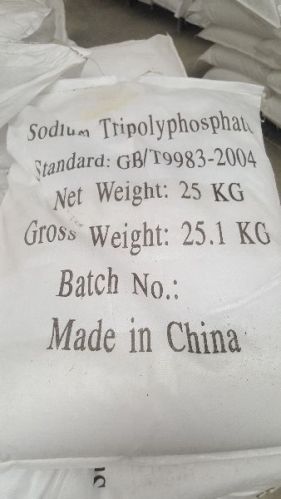 Sodium Tripolyphosphate
Standard: GB/T9983-2004
Net Weight: 25 KG
Gross Weight: 25.1 KG
Batch No.:
Made in China